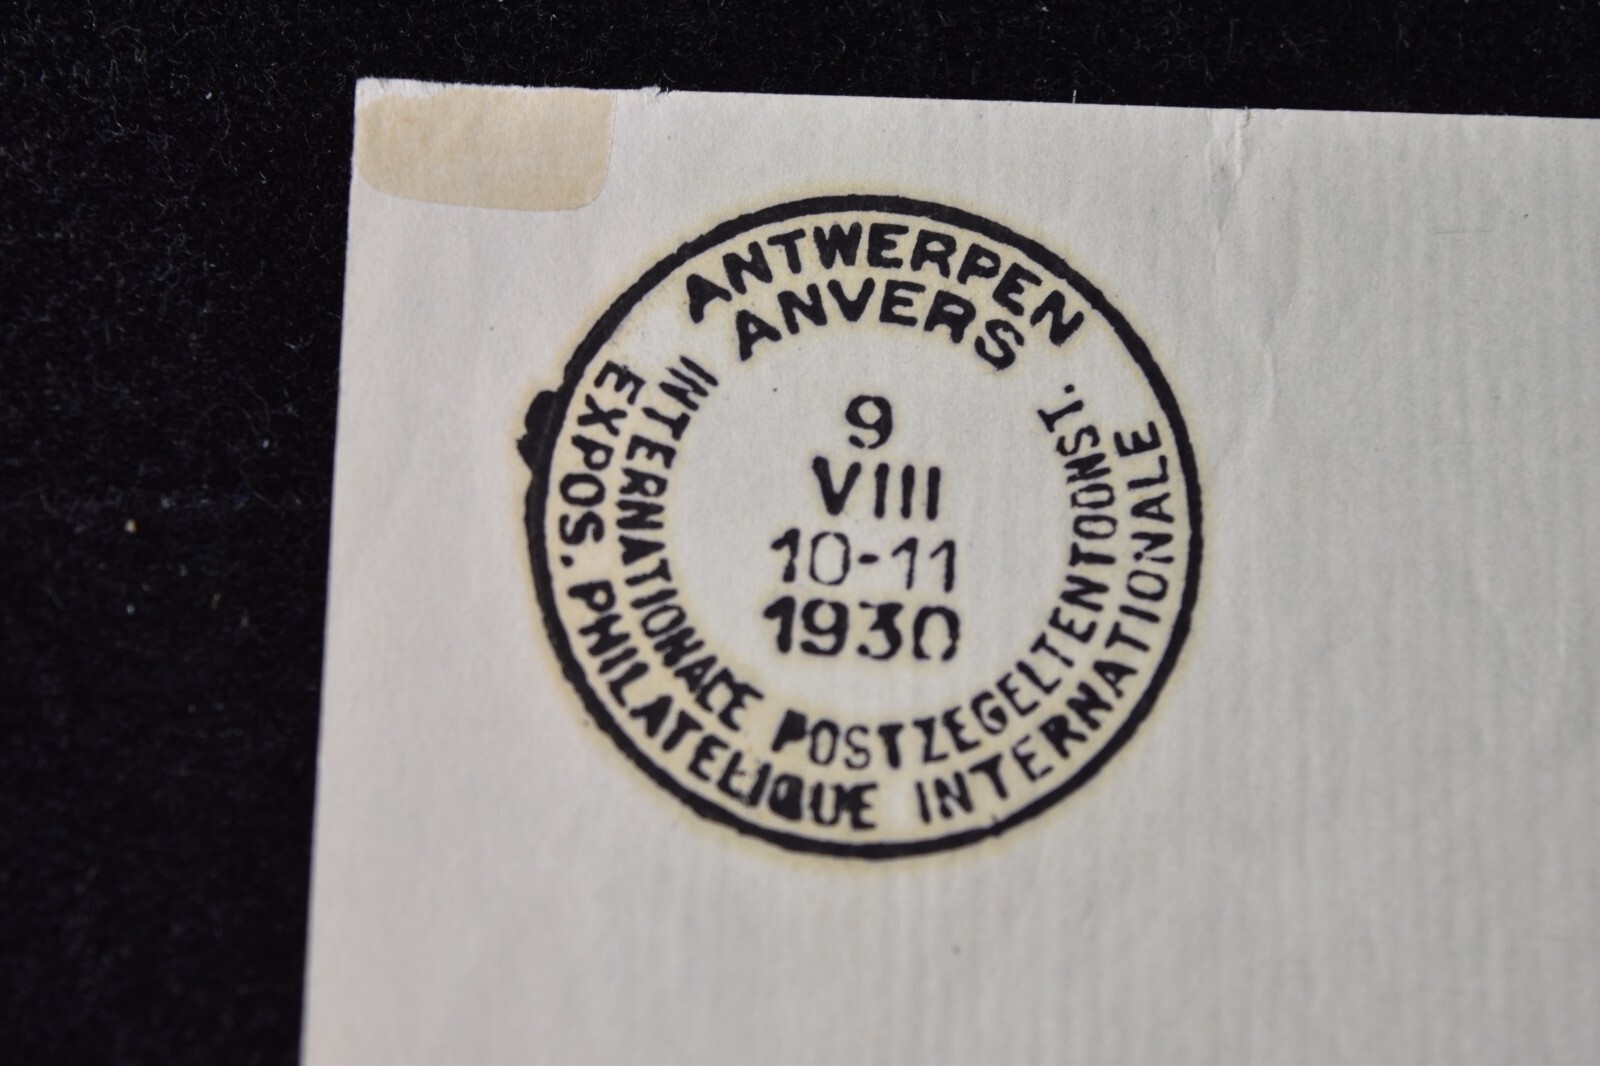 ANTWERPEN
ANVERS
9
VIII
10-11
1930
INTERNATIONALE POSTZEGELTENTOONST.
EXPOS. PHILATELIQUE INTERNATIONALE